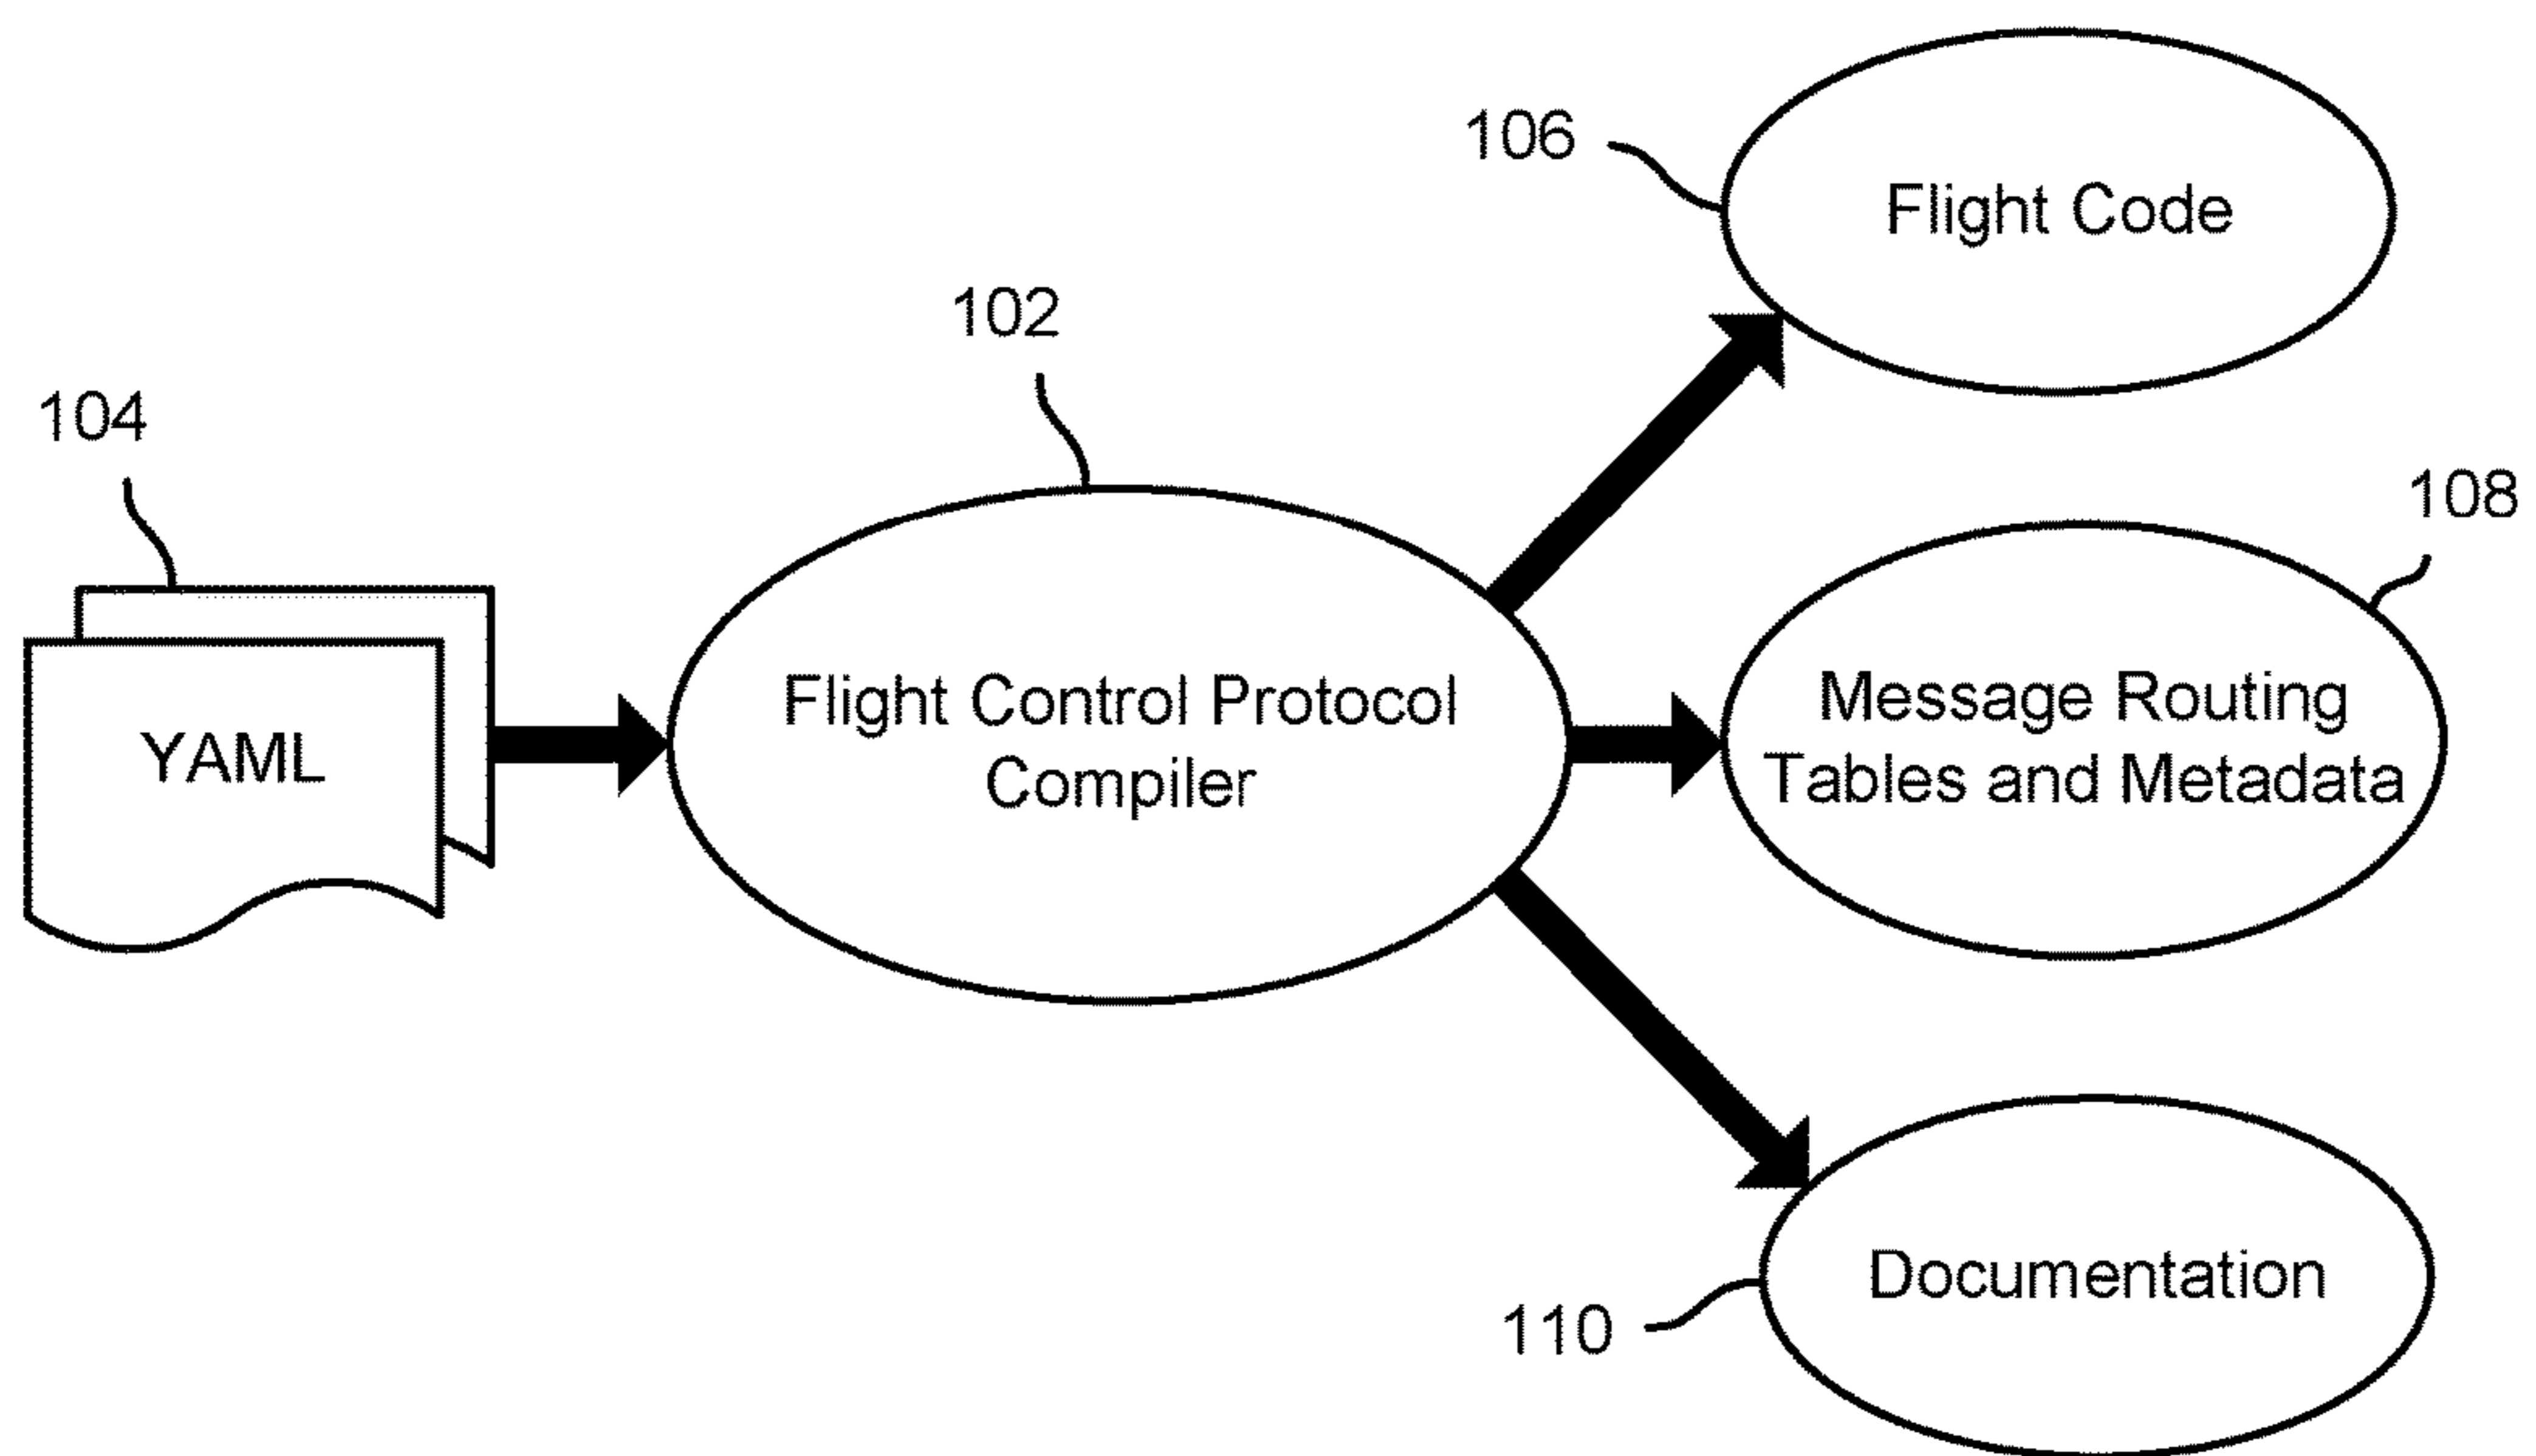 106
Flight Code
102
104
108
YAML
Flight Control Protocol
Compiler
Message Routing
Tables and Metadata
Documentation
110